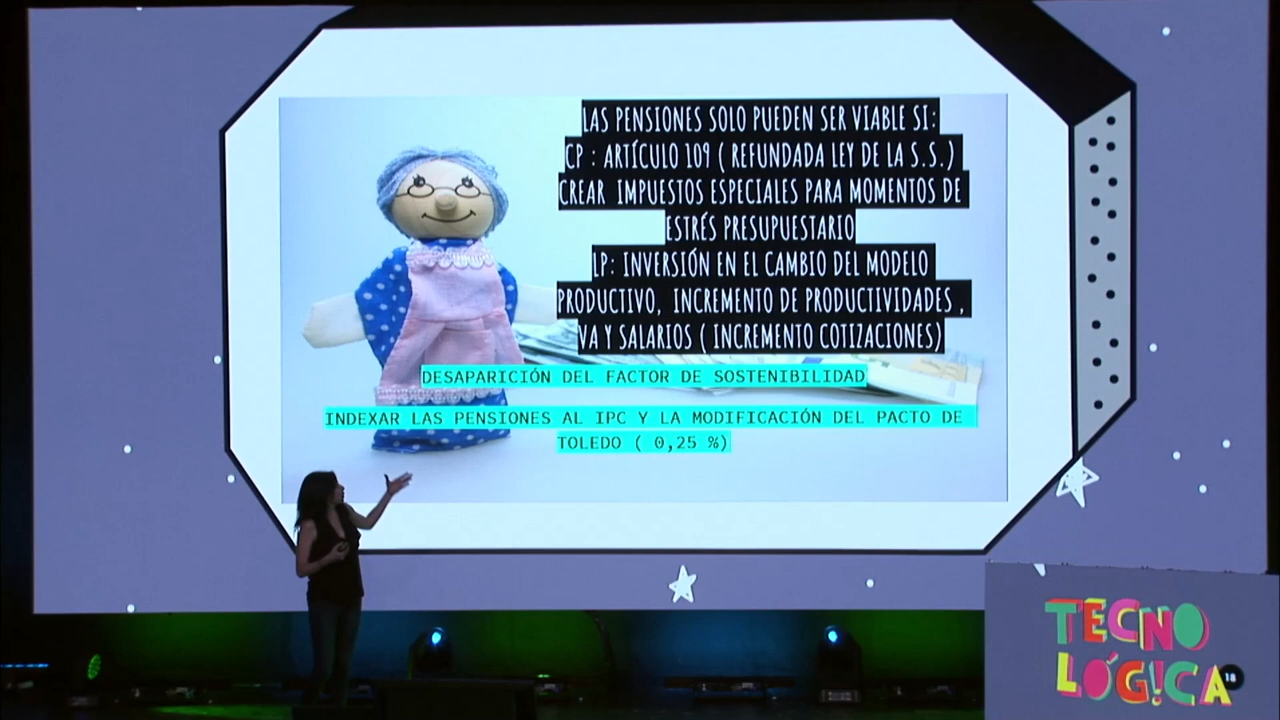 LAS PENSIONES SOLO PUEDEN SER VIABLE SI:
CP : ARTÍCULO 109 ( REFUNDADA LEY DE LA S.S.)
CREAR IMPUESTOS ESPECIALES PARA MOMENTOS DE
ESTRÉS PRESUPUESTARIO
LP: INVERSIÓN EN EL CAMBIO DEL MODELO
PRODUCTIVO, INCREMENTO DE PRODUCTIVIDADES ,
VA Y SALARIOS ( INCREMENTO COTIZACIONES)
DESAPARICIÓN DEL FACTOR DE SOSTENIBILIDAD
INDEXAR LAS PENSIONES AL IPC Y LA MODIFICACIÓN DEL PACTO DE
TOLEDO ( 0,25 %)
TECNO
LÓG!CA
18